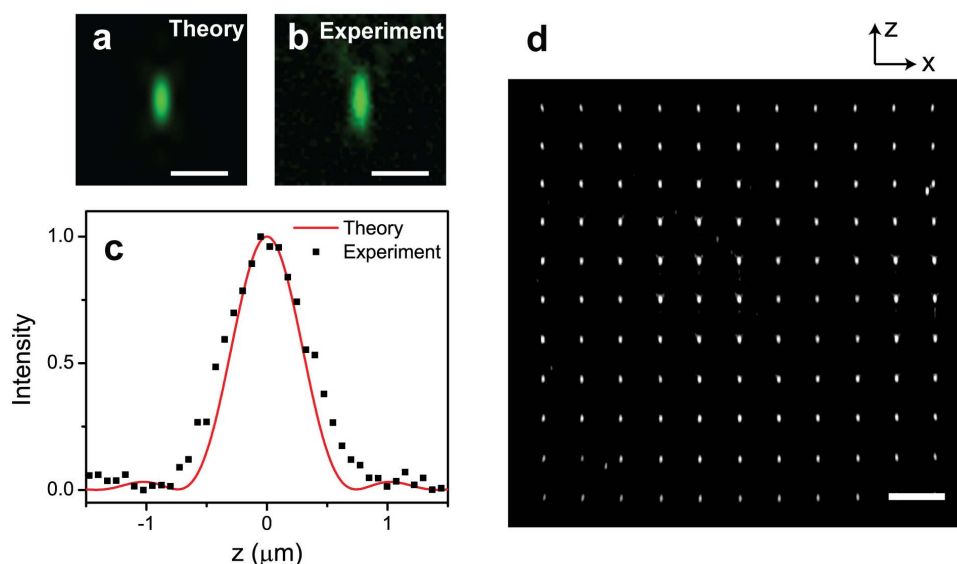 a Theory
b Experiment
d
z
x
c
Theory
Experiment
1.0
0.5
0.0
Intensity
-1 0 1
z (μm)